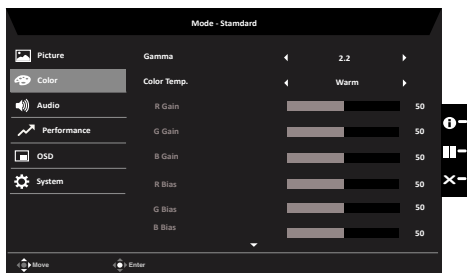 Mode - Stamdard
Picture
Gamma 2.2
Color
Color Temp. Warm
Audio
R Gain 50
Performance
G Gain 50
OSD
B Gain 50
System
R Bias 50
G Bias 50
B Bias 50
Move Enter